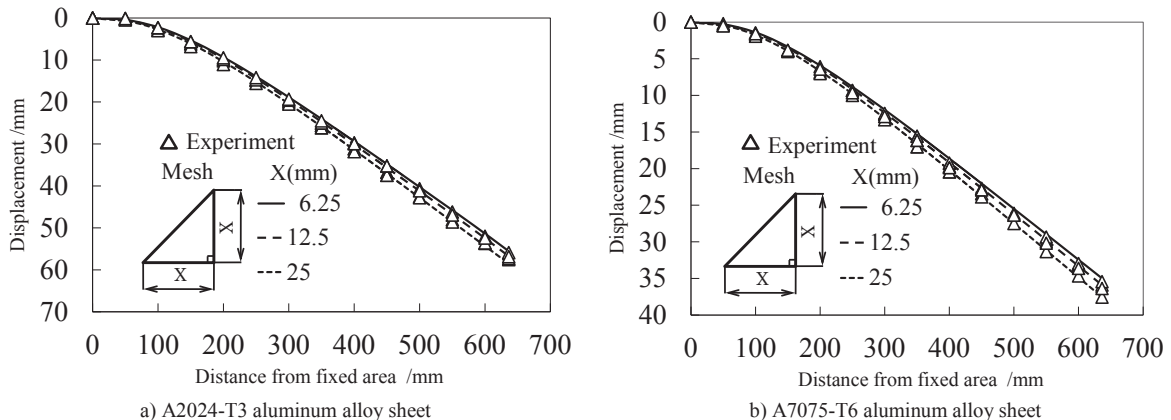 0
10
20
30
40
50
60
70
Displacement /mm
Experiment
Mesh X(mm)
6.25
12.5
25
X
X
0 100 200 300 400 500 600 700
Distance from fixed area /mm
a) A2024-T3 aluminum alloy sheet
0
5
10
15
20
25
30
35
40
Displacement /mm
Experiment
Mesh X(mm)
6.25
12.5
25
X
X
0 100 200 300 400 500 600 700
Distance from fixed area /mm
b) A7075-T6 aluminum alloy sheet